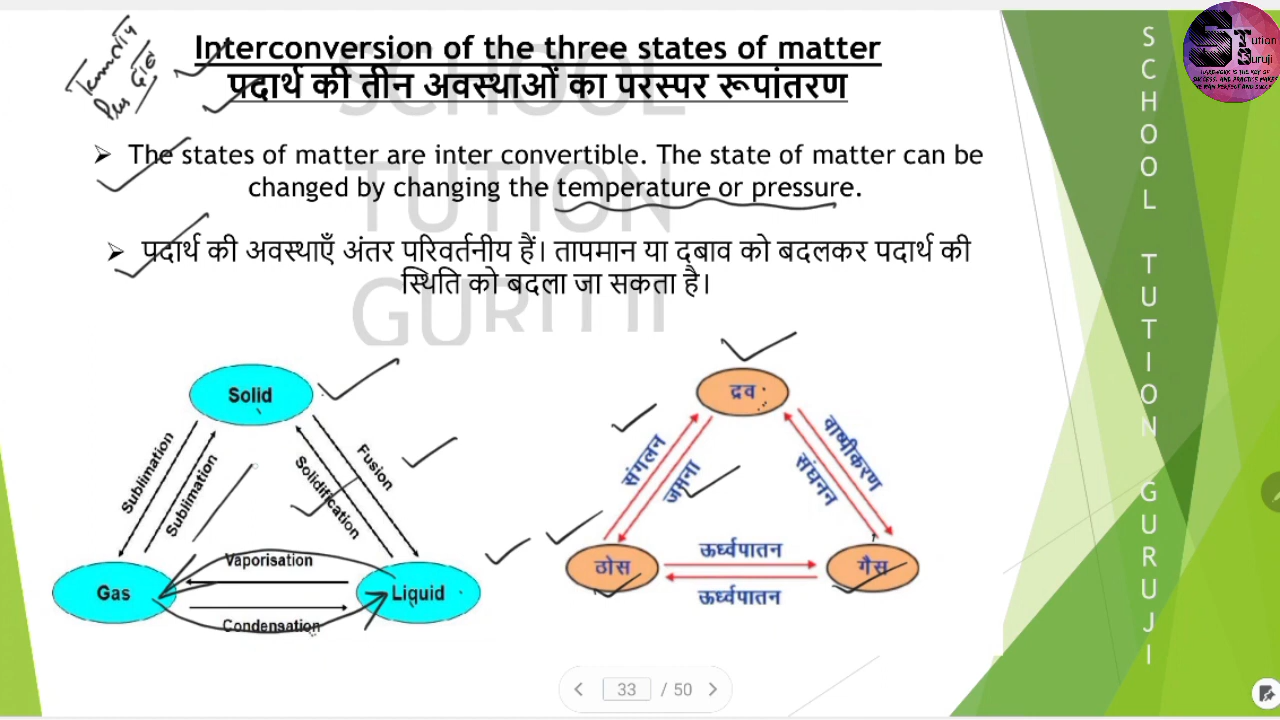 Interconversion of the three states of matter
पदार्थ की तीन अवस्थाओं का परस्पर रूपांतरण
➢ The states of matter are inter convertible. The state of matter can be
changed by changing the temperature or pressure.
➢ पदार्थ की अवस्थाएँ अंतर परिवर्तनीय हैं। तापमान या दबाव को बदलकर पदार्थ की
स्थिति को बदला जा सकता है।
SCHOOL
TUTION
GURUJI
Solid
Sublimation
Sublimation
Solidification
Fusion
Vaporisation
Gas
Liquid
Condensation
द्रव
संगलन
जमना
संघनन
वाष्पीकरण
ऊर्ध्वपातन
ठोस
गैस
ऊर्ध्वपातन
33 / 50
SCHOOL TUTION GURUJI